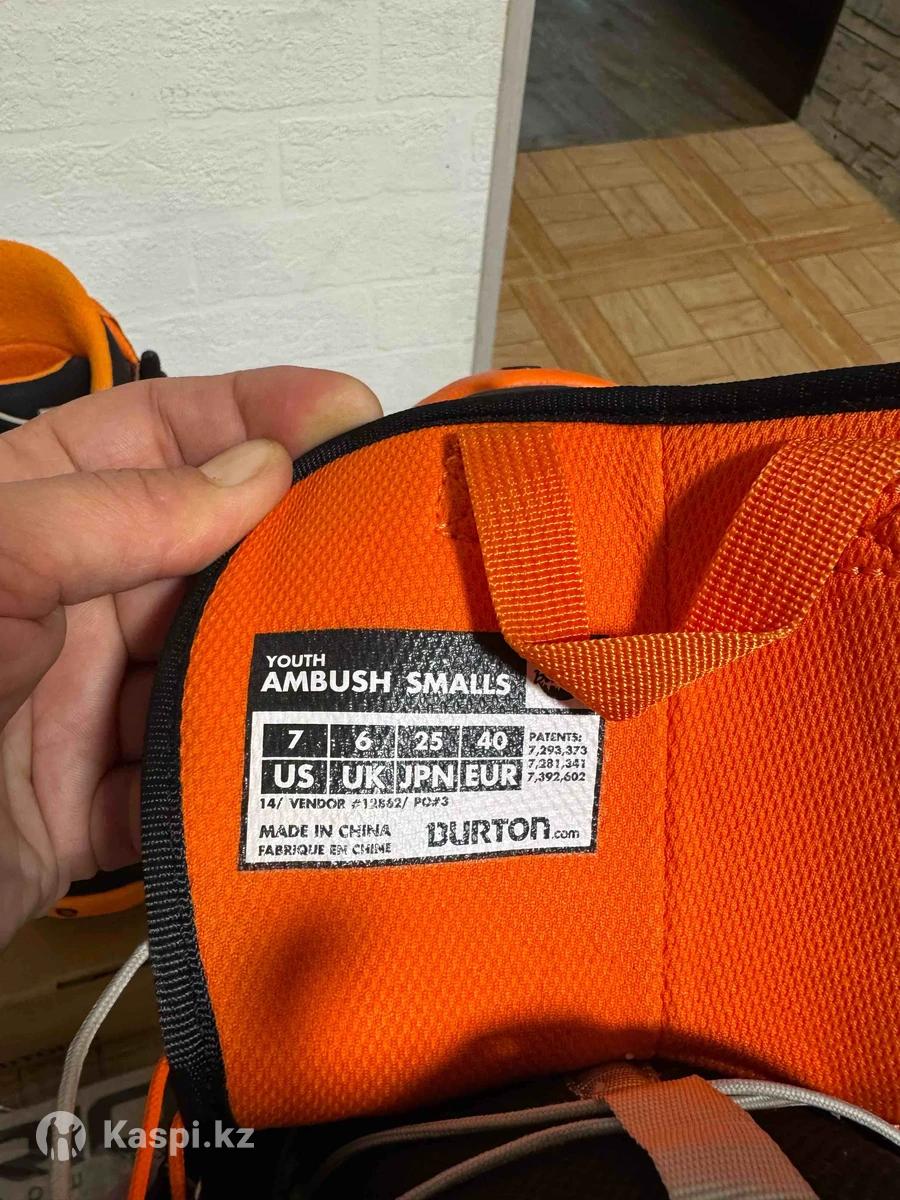 YOUTH
AMBUSH SMALLS
7 6 25 40
US UK JPN EUR
PATENTS:
7,293,373
7,281,341
7,392,602
14/ VENDOR #12862/ PO#3
MADE IN CHINA
FABRIQUE EN CHINE
BURTON.com
Kaspi.kz